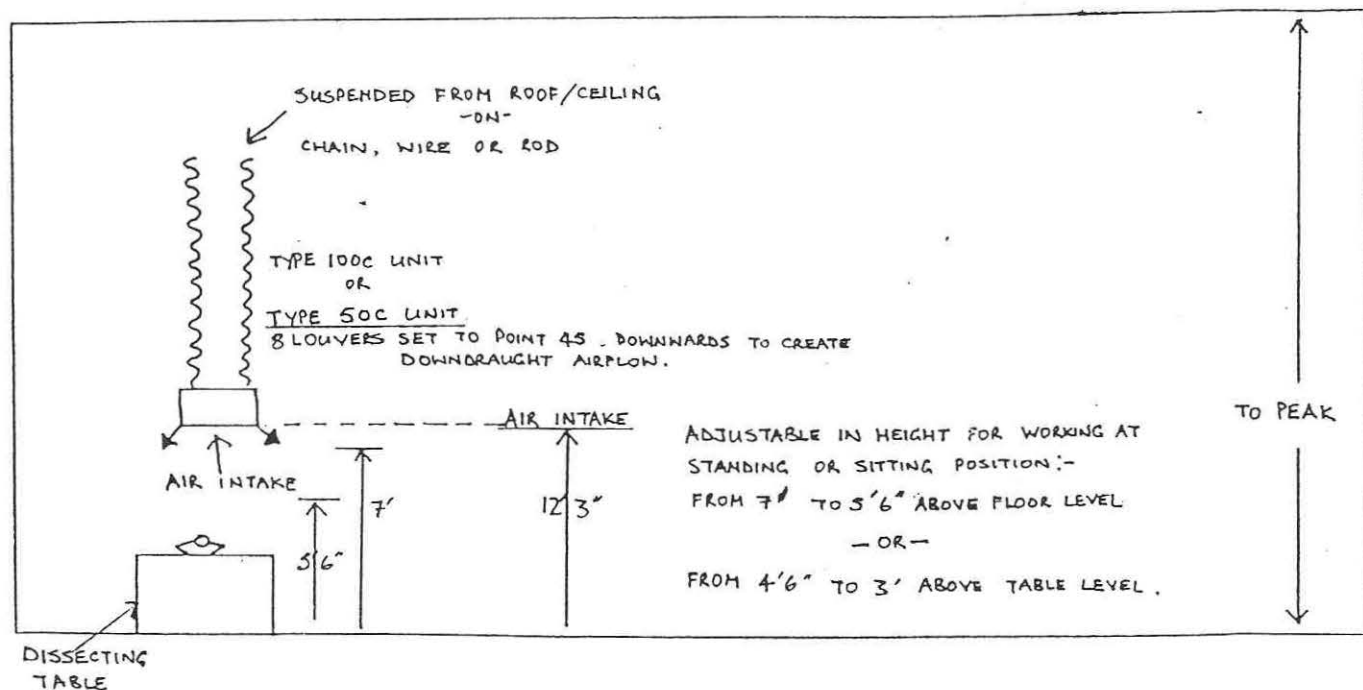 SUSPENDED FROM ROOF/CEILING
-ON-
CHAIN, WIRE OR ROD
TYPE 100C UNIT
OR
TYPE 50C UNIT
8 LOUVERS SET TO POINT 45 . DOWNWARDS TO CREATE
DOWNDRAUGHT AIRFLOW.
AIR INTAKE
AIR INTAKE
7'
5'6"
12'3"
ADJUSTABLE IN HEIGHT FOR WORKING AT
STANDING OR SITTING POSITION:-
FROM 7' TO 5'6" ABOVE FLOOR LEVEL
- OR -
FROM 4'6" TO 3' ABOVE TABLE LEVEL.
TO PEAK
DISSECTING
TABLE